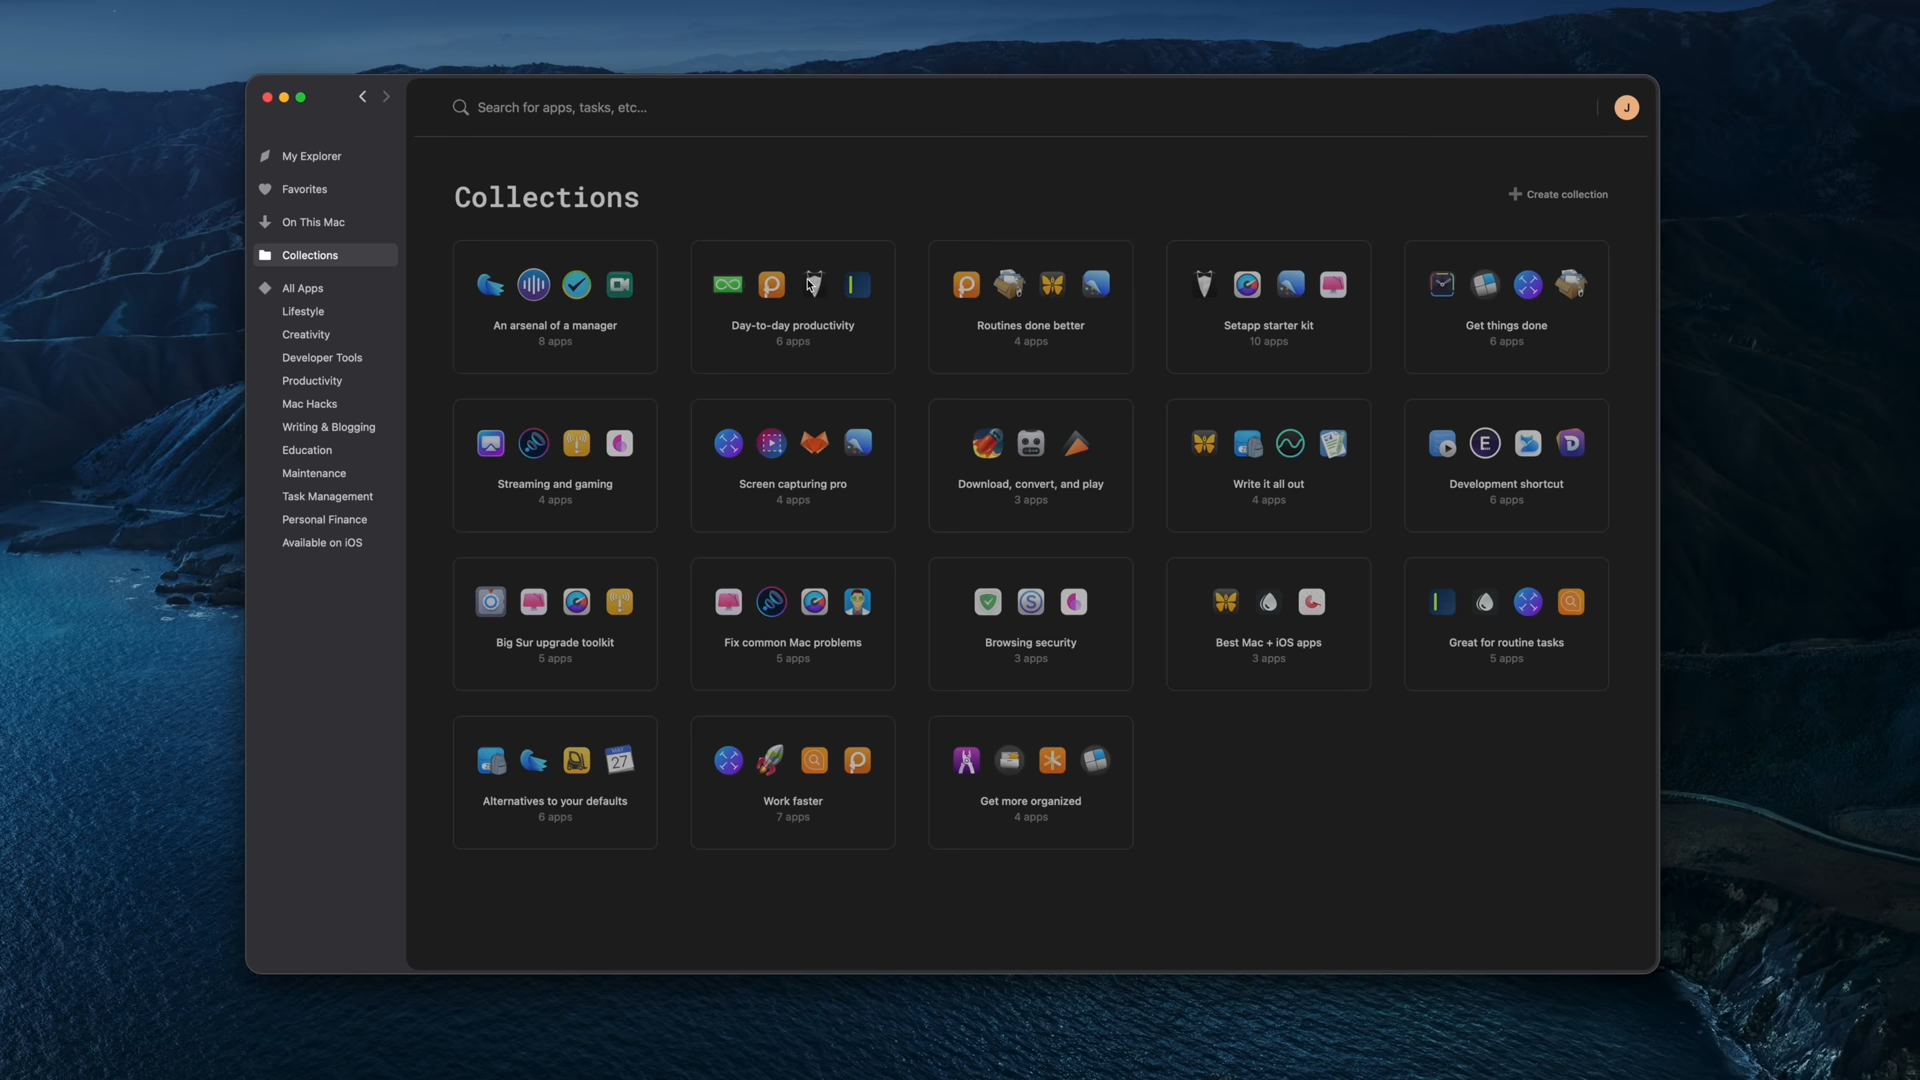 Search for apps, tasks, etc...
J
My Explorer
Favorites
On This Mac
Collections
All Apps
Lifestyle
Creativity
Developer Tools
Productivity
Mac Hacks
Writing & Blogging
Education
Maintenance
Task Management
Personal Finance
Available on iOS
Collections
Create collection
An arsenal of a manager
8 apps
Day-to-day productivity
6 apps
Routines done better
4 apps
Setapp starter kit
10 apps
Get things done
6 apps
Streaming and gaming
4 apps
Screen capturing pro
4 apps
Download, convert, and play
3 apps
Write it all out
4 apps
E
D
Development shortcut
6 apps
Big Sur upgrade toolkit
5 apps
Fix common Mac problems
5 apps
S
Browsing security
3 apps
Best Mac + iOS apps
3 apps
Great for routine tasks
5 apps
MAY
27
Alternatives to your defaults
6 apps
Work faster
7 apps
Get more organized
4 apps